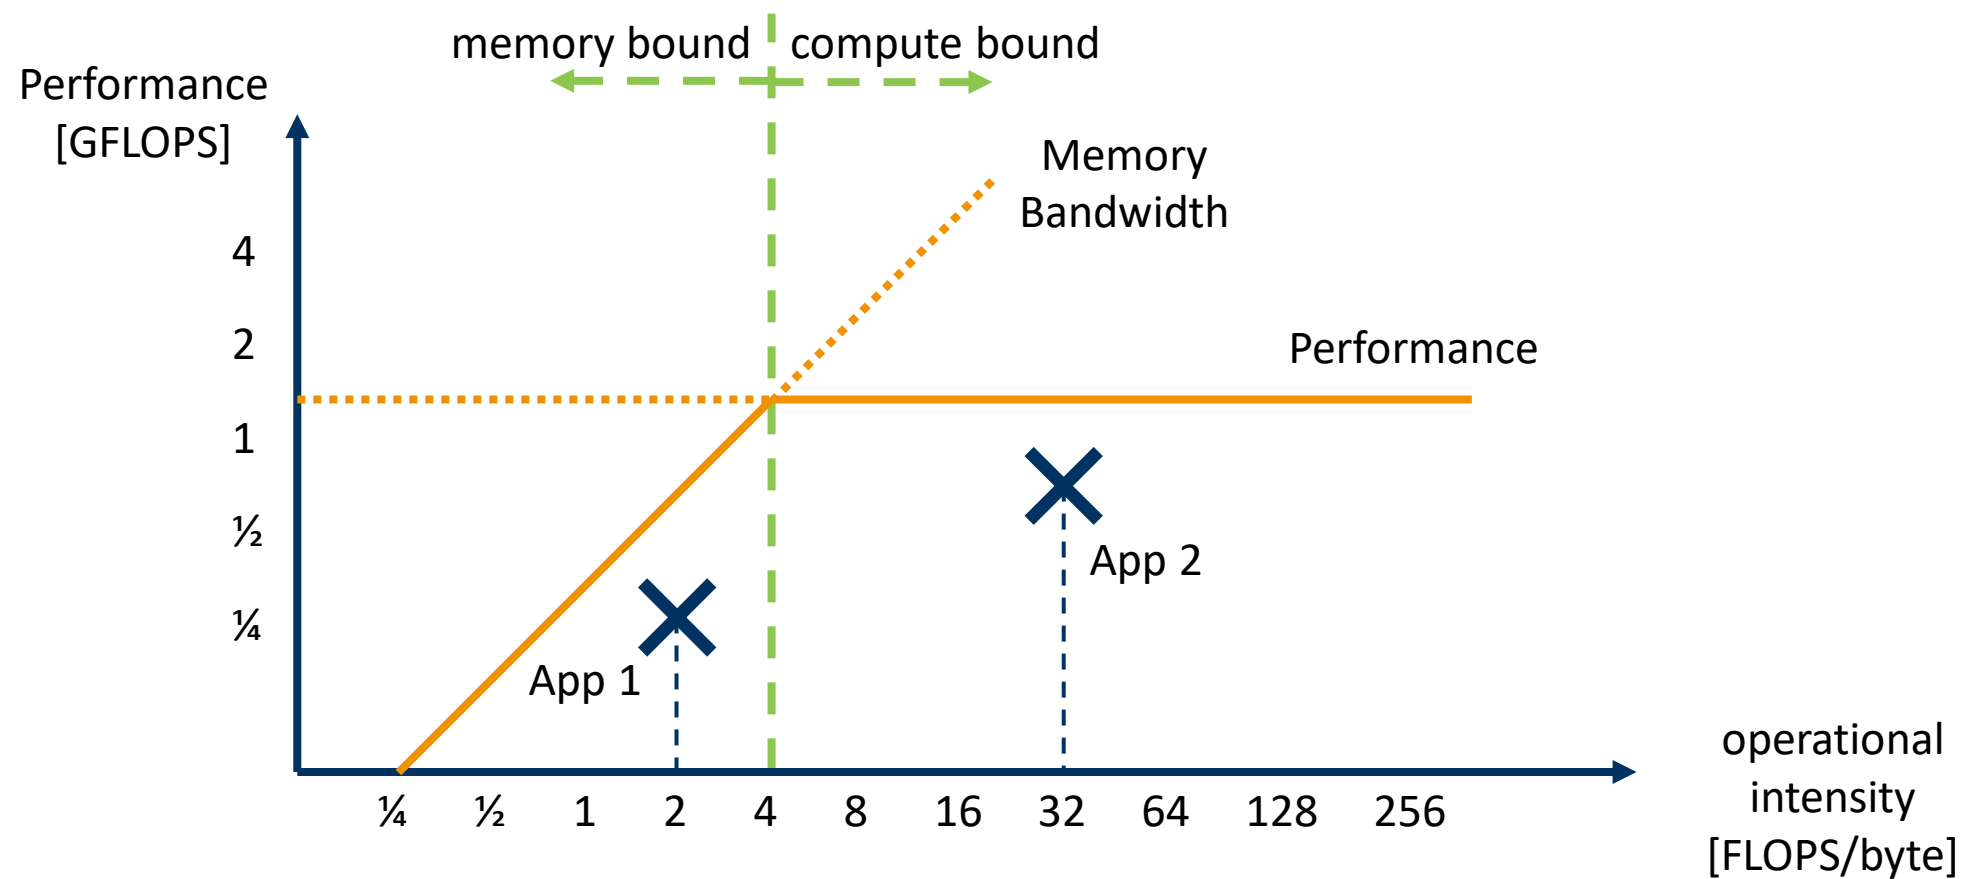 memory bound
compute bound
Performance
[GFLOPS]
Memory
Bandwidth
4
2
Performance
1
½
App 2
¼
App 1
operational
intensity
[FLOPS/byte]
¼ ½ 1 2 4 8 16 32 64 128 256